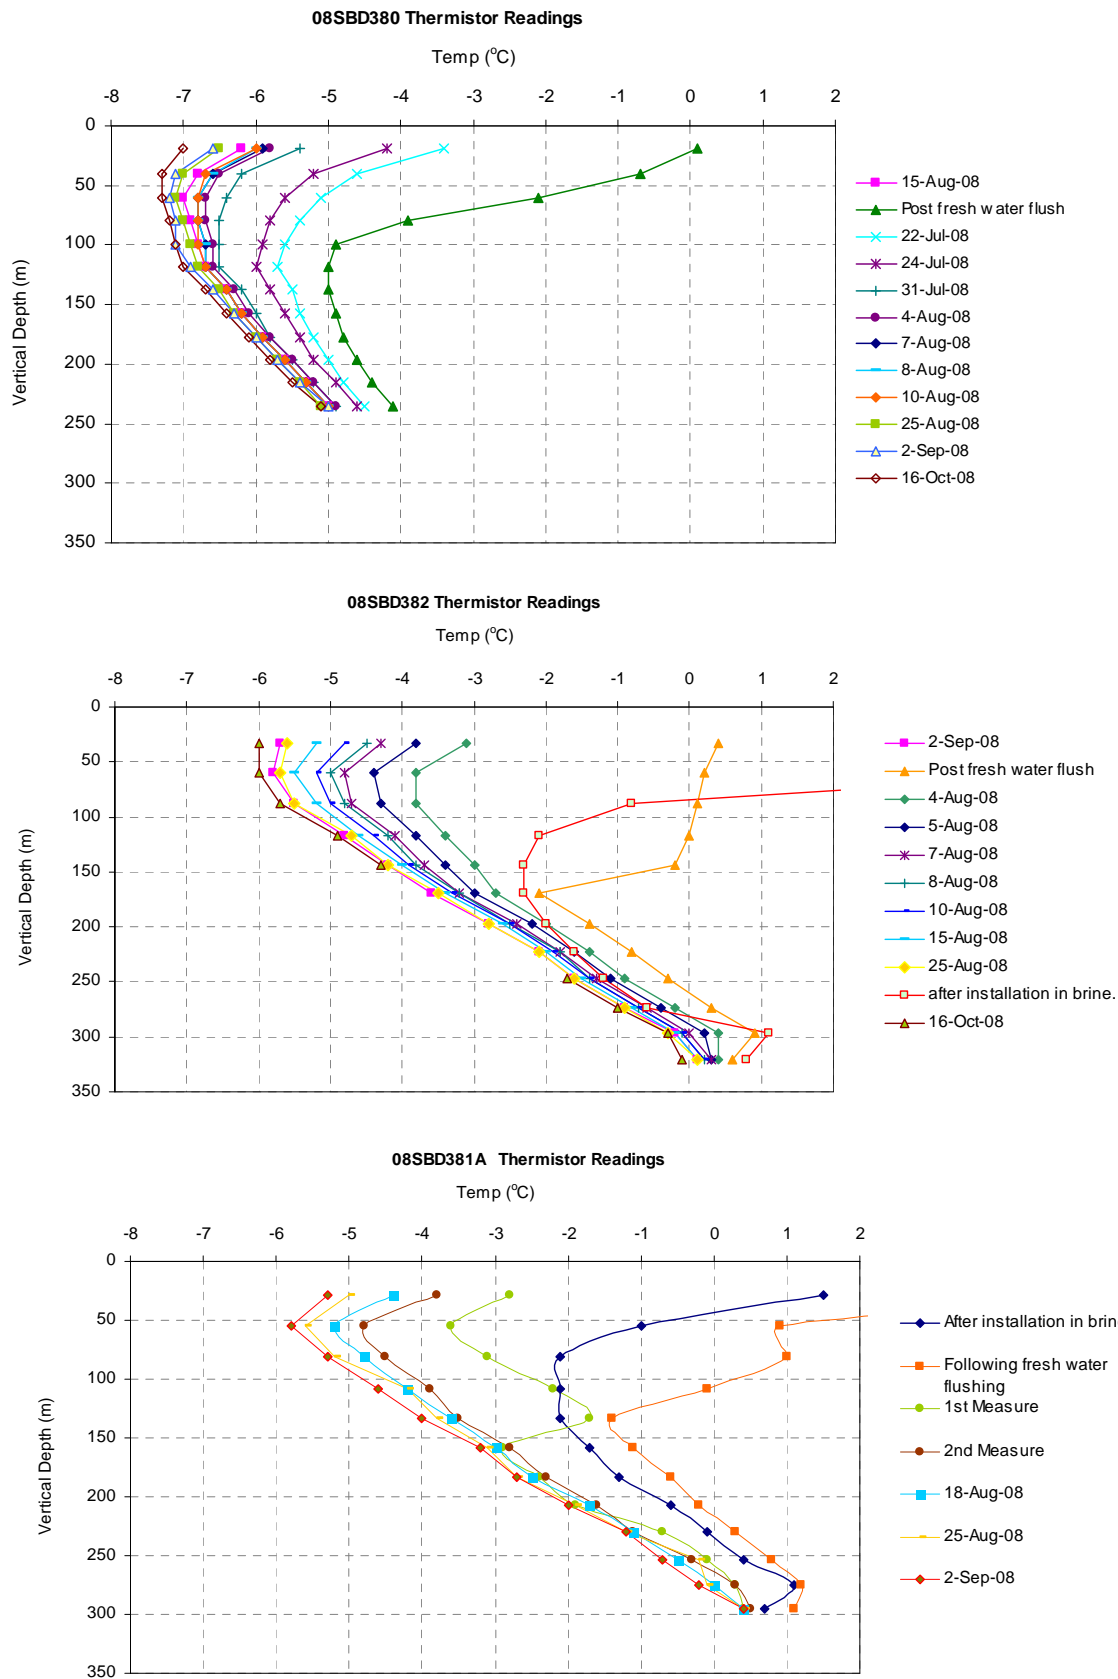 08SBD380 Thermistor Readings
Temp (°C)
-8 -7 -6 -5 -4 -3 -2 -1 0 1 2
0
50
100
150
200
250
300
350
Vertical Depth (m)
15-Aug-08
Post fresh water flush
22-Jul-08
24-Jul-08
31-Jul-08
4-Aug-08
7-Aug-08
8-Aug-08
10-Aug-08
25-Aug-08
2-Sep-08
16-Oct-08
08SBD382 Thermistor Readings
Temp (°C)
-8 -7 -6 -5 -4 -3 -2 -1 0 1 2
0
50
100
150
200
250
300
350
Vertical Depth (m)
2-Sep-08
Post fresh water flush
4-Aug-08
5-Aug-08
7-Aug-08
8-Aug-08
10-Aug-08
15-Aug-08
25-Aug-08
after installation in brine.
16-Oct-08
08SBD381A Thermistor Readings
Temp (°C)
-8 -7 -6 -5 -4 -3 -2 -1 0 1 2
0
50
100
150
200
250
300
350
Vertical Depth (m)
After installation in brin
Following fresh water
flushing
1st Measure
2nd Measure
18-Aug-08
25-Aug-08
2-Sep-08